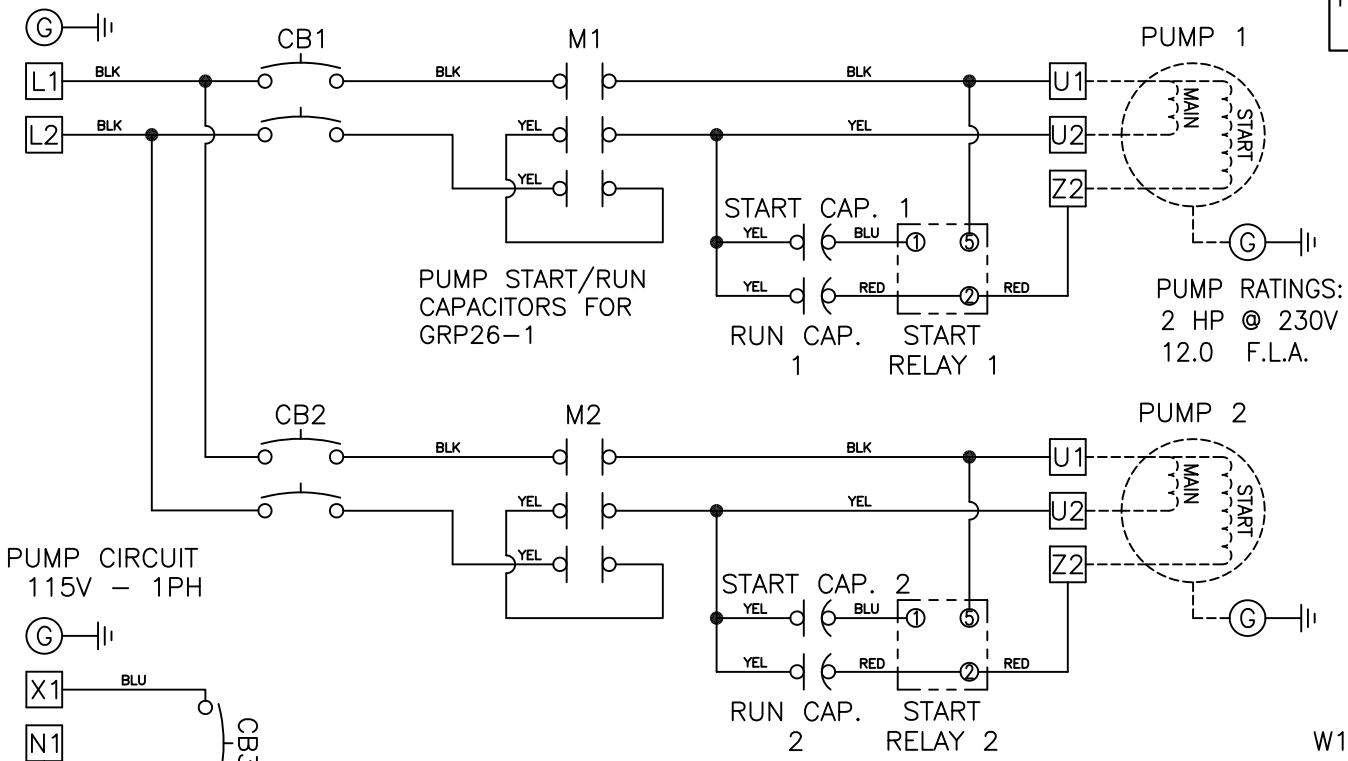 G
CB1
M1
PUMP 1
L1
BLK
BLK
BLK
U1
MAIN
START
L2
BLK
YEL
YEL
U2
YEL
Z2
START CAP. 1
YEL
BLU
1
5
G
PUMP START/RUN
CAPACITORS FOR
GRP26-1
YEL
RED
2
RED
RUN CAP.
1
START
RELAY 1
PUMP RATINGS:
2 HP @ 230V
12.0 F.L.A.
CB2
M2
PUMP 2
BLK
BLK
U1
MAIN
START
YEL
YEL
U2
YEL
Z2
PUMP CIRCUIT
115V - 1PH
START CAP. 2
YEL
BLU
1
5
G
G
YEL
RED
2
RED
X1
BLU
RUN CAP.
2
START
RELAY 2
N1
CB3
W1